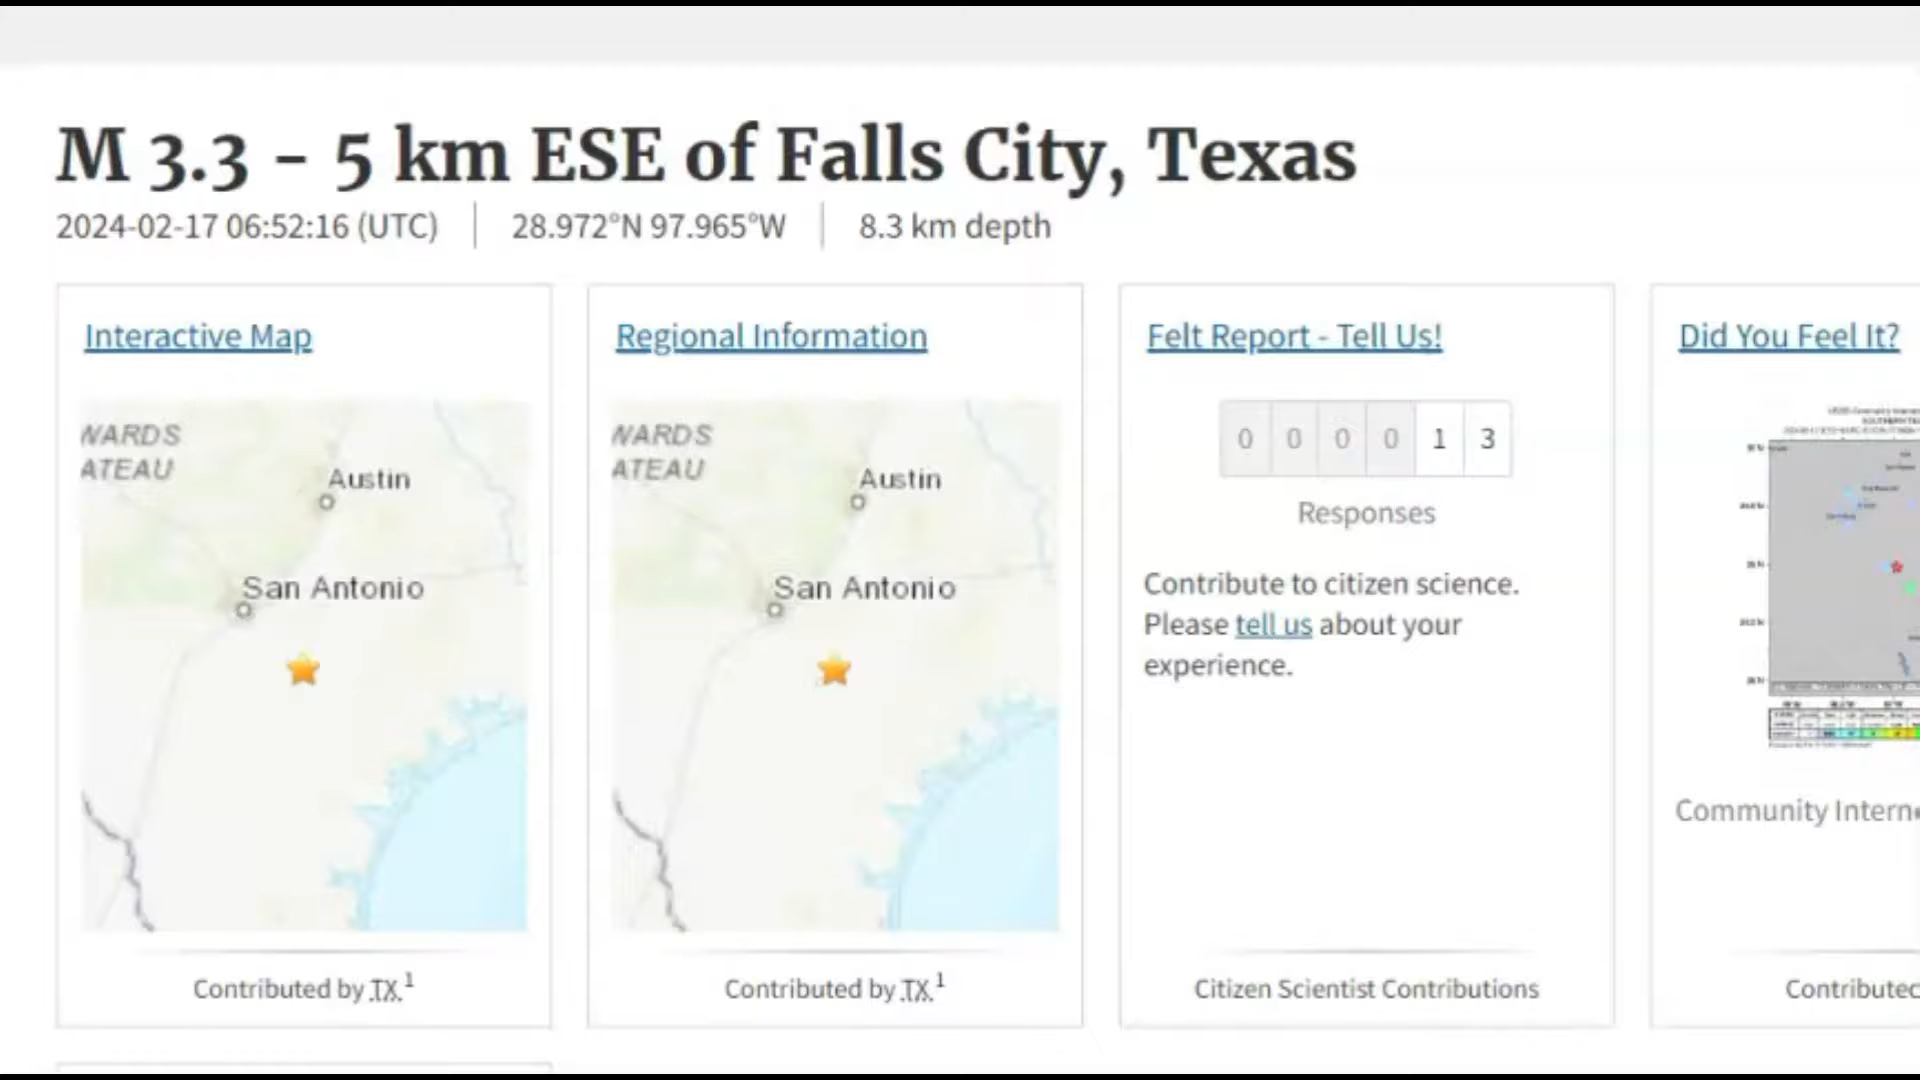 M 3.3 - 5 km ESE of Falls City, Texas
2024-02-17 06:52:16 (UTC)
28.972°N 97.965°W
8.3 km depth
Interactive Map
WARDS
ATEAU
Austin
San Antonio
Contributed by TX 1
Regional Information
WARDS
ATEAU
Austin
San Antonio
Contributed by TX 1
Felt Report - Tell Us!
0 0 0 0 1 3
Responses
Contribute to citizen science.
Please tell us about your
experience.
Citizen Scientist Contributions
Did You Feel It?
Community Intern
Contributed